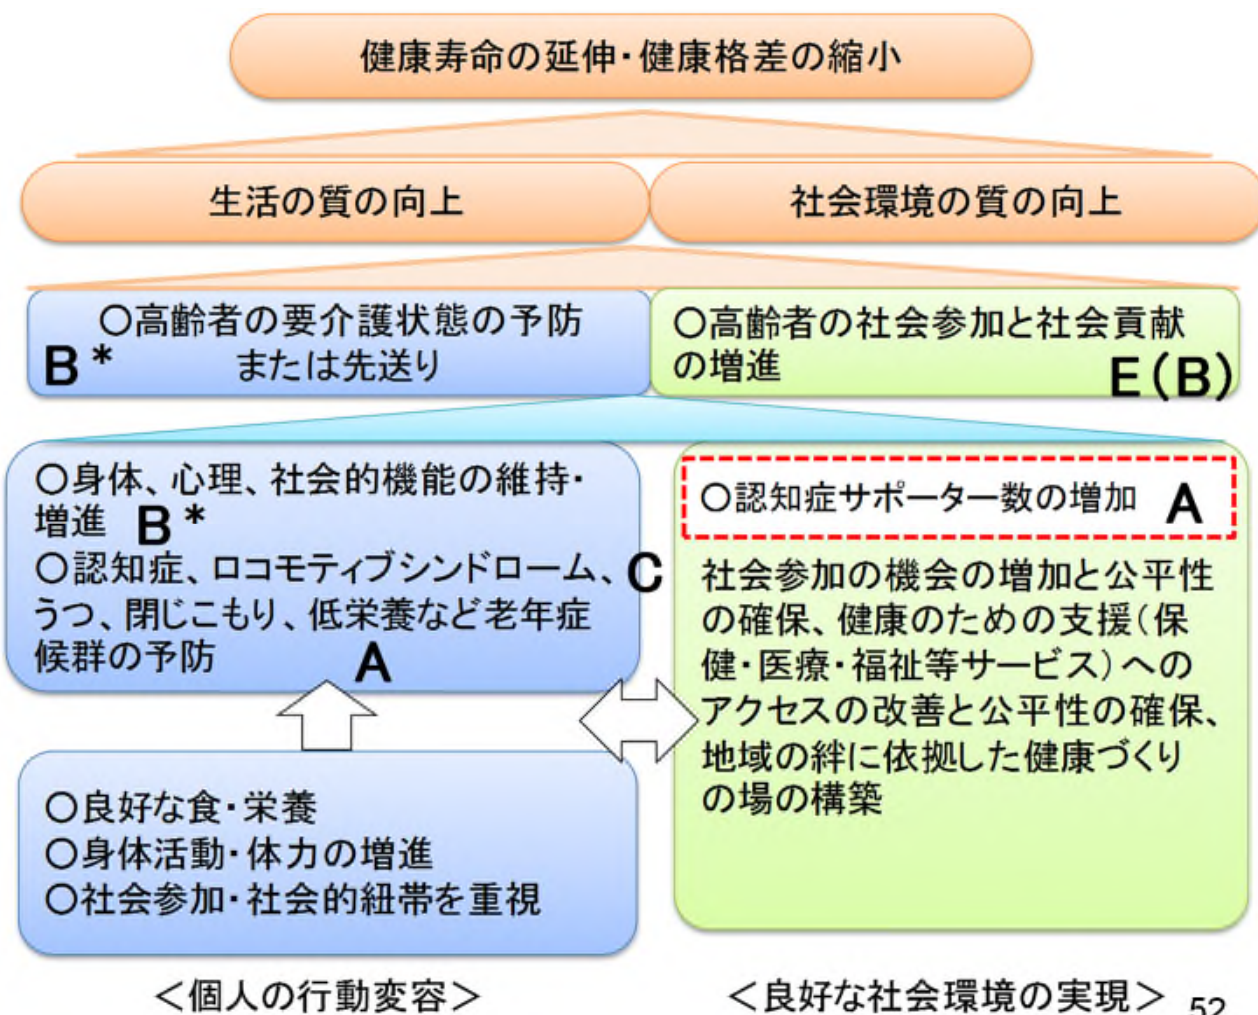 健康寿命の延伸・健康格差の縮小
生活の質の向上
社会環境の質の向上
〇高齢者の要介護状態の予防
または先送り
B*
〇高齢者の社会参加と社会貢献
の増進
E(B)
〇身体、心理、社会的機能の維持・
増進 B*
〇認知症、ロコモティブシンドローム、
うつ、閉じこもり、低栄養など老年症
候群の予防 A
C
〇認知症サポーター数の増加 A
社会参加の機会の増加と公平性
の確保、健康のための支援(保
健・医療・福祉等サービス)への
アクセスの改善と公平性の確保、
地域の絆に依拠した健康づくり
の場の構築
〇良好な食・栄養
〇身体活動・体力の増進
〇社会参加・社会的紐帯を重視
<個人の行動変容>
<良好な社会環境の実現>
52